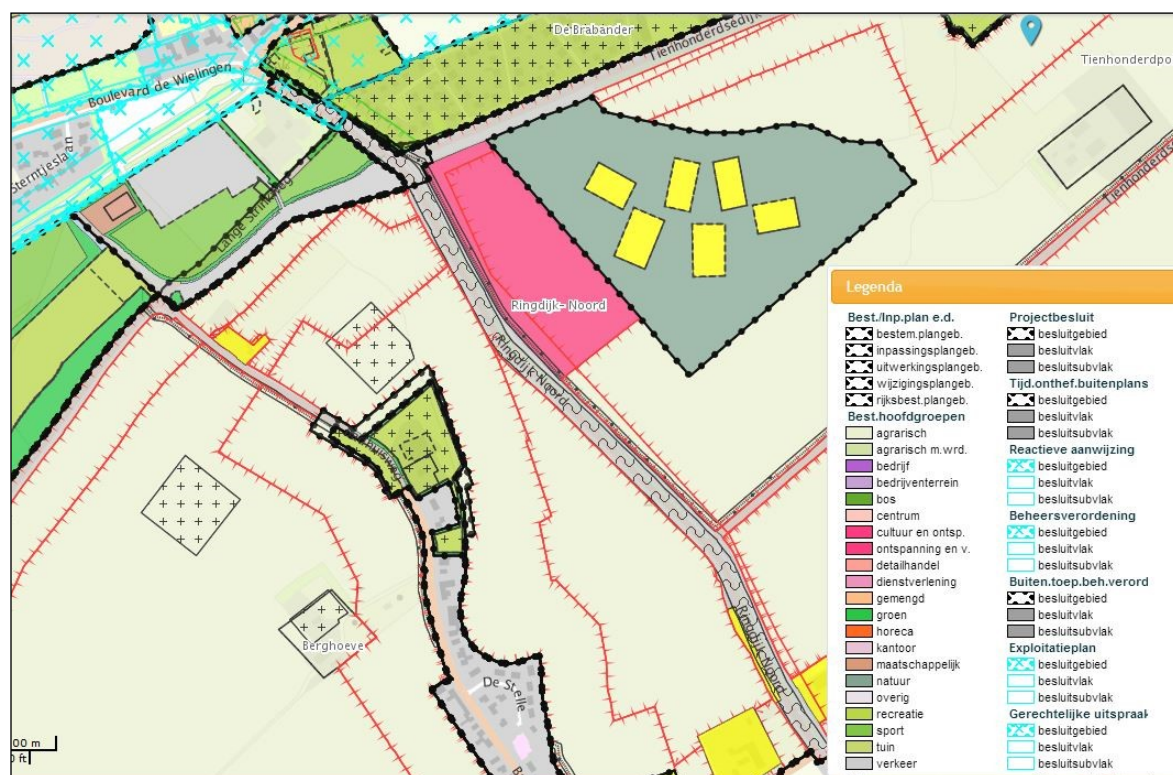 De Brabander
Tienhonderdsedijk
Tienhonderdpo
Boulevard de Wielingen
Sterntjeslaan
Lange Strinkweg
Tienhonderdse
Ringdijk- Noord
Ringdijk Noord
Ringdijk Noord
Berghoeve
De Stelle
00 m
0 ft
Legenda
Best./Inp.plan e.d.
bestem.plangeb.
inpassingsplangeb.
uitwerkingsplangeb.
wijzigingsplangeb.
rijksbest.plangeb.
Best.hoofdgroepen
agrarisch
agrarisch m.wrd.
bedrijf
bedrijventerrein
bos
centrum
cultuur en ontsp.
ontspanning en v.
detailhandel
dienstverlening
gemengd
groen
horeca
kantoor
maatschappelijk
natuur
overig
recreatie
sport
tuin
verkeer
Projectbesluit
besluitgebied
besluitvlak
besluitsubvlak
Tijd.onthef.buitenplans
besluitgebied
besluitvlak
besluitsubvlak
Reactieve aanwijzing
besluitgebied
besluitvlak
besluitsubvlak
Beheersverordening
besluitgebied
besluitvlak
besluitsubvlak
Buiten.toep.beh.verord
besluitgebied
besluitvlak
besluitsubvlak
Exploitatieplan
besluitgebied
besluitvlak
besluitsubvlak
Gerechtelijke uitspraak
besluitgebied
besluitvlak
besluitsubvlak